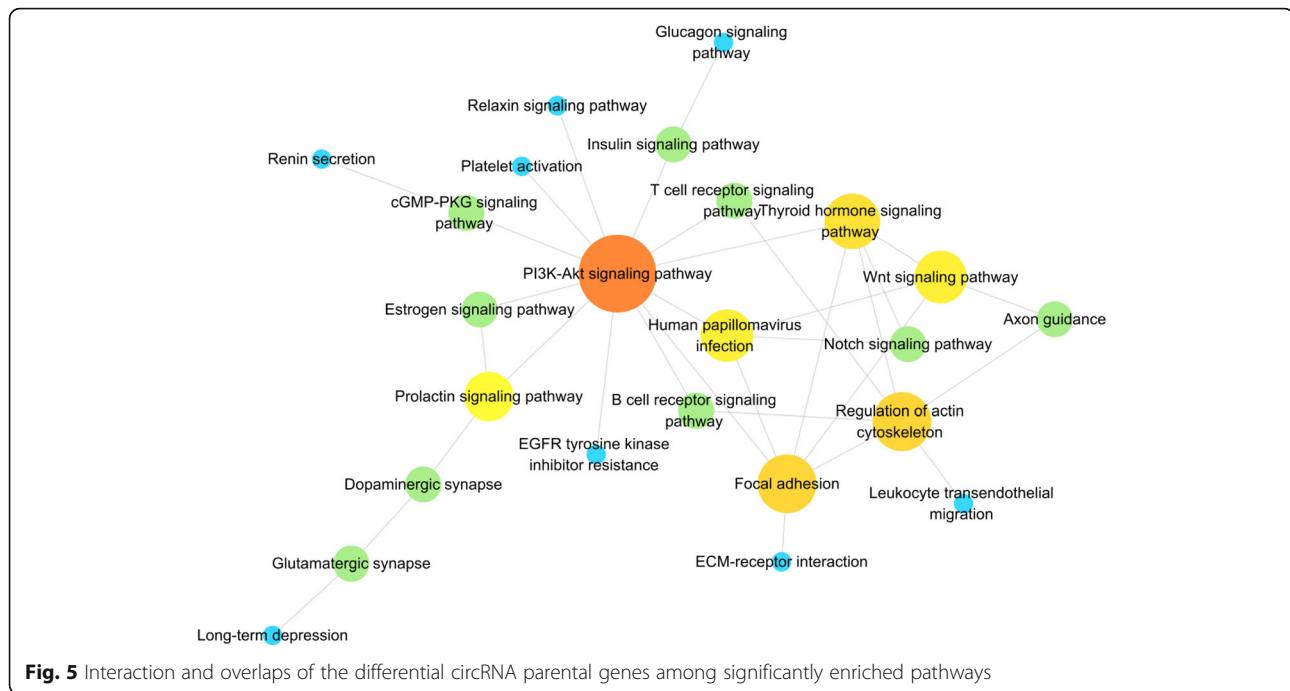 Glucagon signaling
pathway
Relaxin signaling pathway
Insulin signaling pathway
Renin secretion
Platelet activation
T cell receptor signaling
pathway
cGMP-PKG signaling
pathway
Thyroid hormone signaling
pathway
PI3K-Akt signaling pathway
Wnt signaling pathway
Estrogen signaling pathway
Human papillomavirus
infection
Axon guidance
Notch signaling pathway
Prolactin signaling pathway
B cell receptor signaling
pathway
Regulation of actin
cytoskeleton
EGFR tyrosine kinase
inhibitor resistance
Dopaminergic synapse
Focal adhesion
Leukocyte transendothelial
migration
Glutamatergic synapse
ECM-receptor interaction
Long-term depression
Fig. 5 Interaction and overlaps of the differential circRNA parental genes among significantly enriched pathways